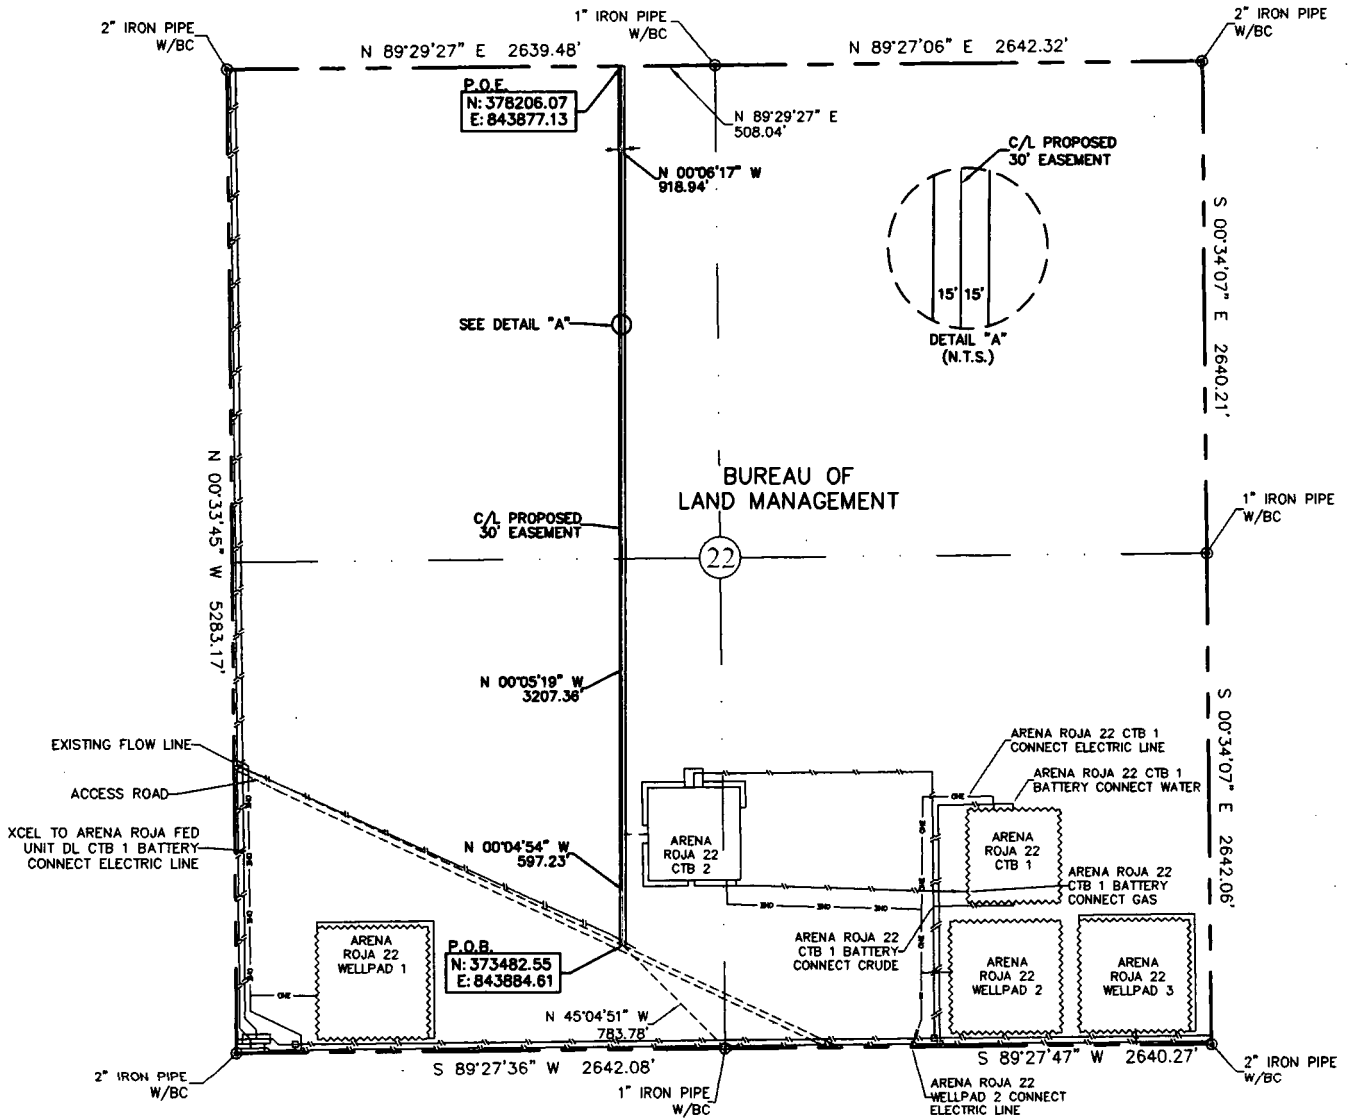 2" IRON PIPE
W/BC
N 89°29'27" E 2639.48'
1" IRON PIPE
W/BC
N 89°27'06" E 2642.32'
2" IRON PIPE
W/BC
P.O.E.
N: 378206.07
E: 843877.13
N 89°29'27" E
508.04'
N 00°06'17" W
918.94'
C/L PROPOSED
30' EASEMENT
15' 15'
DETAIL "A"
(N.T.S.)
S 00°34'07" E 2640.21'
SEE DETAIL "A"
N 00°33'45" W 5283.17'
BUREAU OF
LAND MANAGEMENT
C/L PROPOSED
30' EASEMENT
22
1" IRON PIPE
W/BC
N 00°05'19" W
3207.36'
S 00°34'07" E 2642.06'
EXISTING FLOW LINE
ACCESS ROAD
XCEL TO ARENA ROJA FED
UNIT DL CTB 1 BATTERY
CONNECT ELECTRIC LINE
N 00°04'54" W
597.23'
ARENA
ROJA 22
CTB 2
ARENA ROJA 22 CTB 1
CONNECT ELECTRIC LINE
ARENA ROJA 22 CTB 1
BATTERY CONNECT WATER
ARENA
ROJA 22
CTB 1
ARENA ROJA 22
CTB 1 BATTERY
CONNECT GAS
ARENA ROJA 22
CTB 1 BATTERY
CONNECT CRUDE
ARENA
ROJA 22
WELLPAD 1
P.O.B.
N: 373482.55
E: 843884.61
ARENA
ROJA 22
WELLPAD 2
ARENA
ROJA 22
WELLPAD 3
OHE
OHE
OHE
OHE
OHE
OHE
OHE
OHE
OHE
OHE
N 45°04'51" W
783.78'
2" IRON PIPE
W/BC
S 89°27'36" W 2642.08'
1" IRON PIPE
W/BC
S 89°27'47" W 2640.27'
ARENA ROJA 22
WELLPAD 2 CONNECT
ELECTRIC LINE
2" IRON PIPE
W/BC